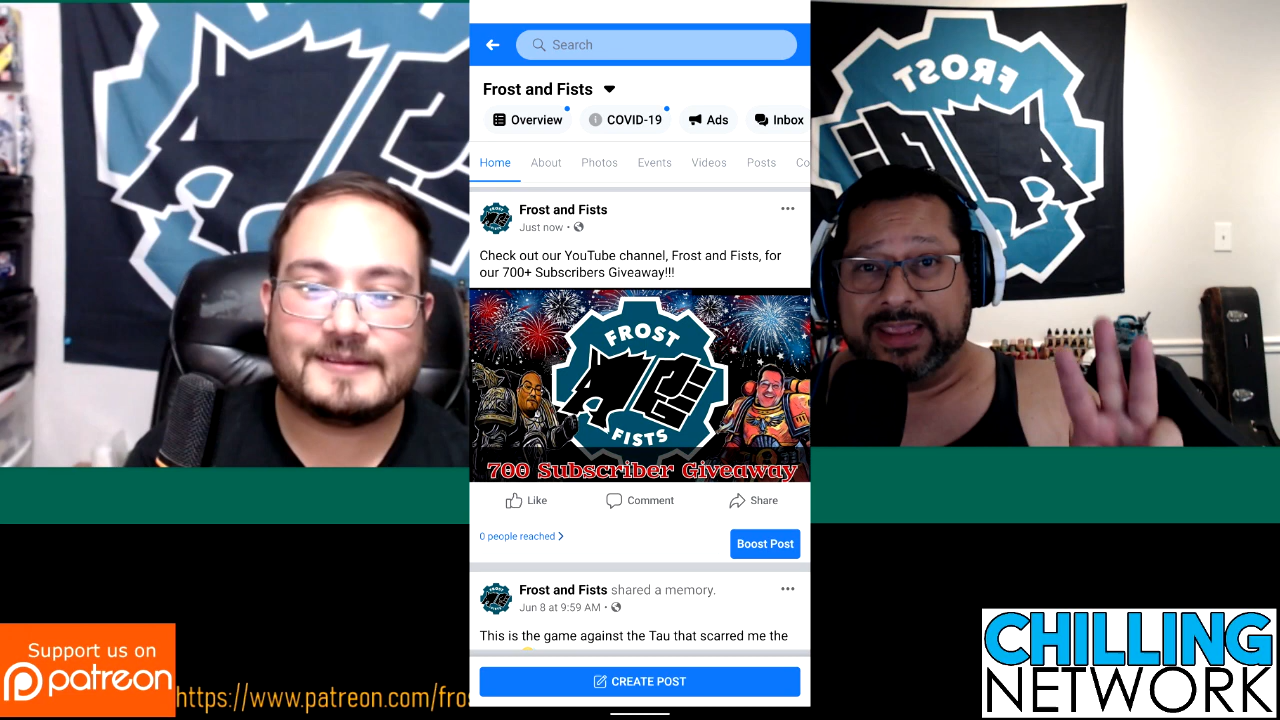 Search
Frost and Fists
Overview
COVID-19
Ads
Inbox
Home
About
Photos
Events
Videos
Posts
Co
Frost and Fists
Just now
Check out our YouTube channel, Frost and Fists, for
our 700+ Subscribers Giveaway!!!
FROST
FISTS
700 Subscriber Giveaway
Like
Comment
Share
0 people reached
Boost Post
Frost and Fists shared a memory.
Jun 8 at 9:59 AM
This is the game against the Tau that scarred me the
CREATE POST
FROST
Support us on
patreon
https://www.patreon.com/fros
CHILLING
NETWORK